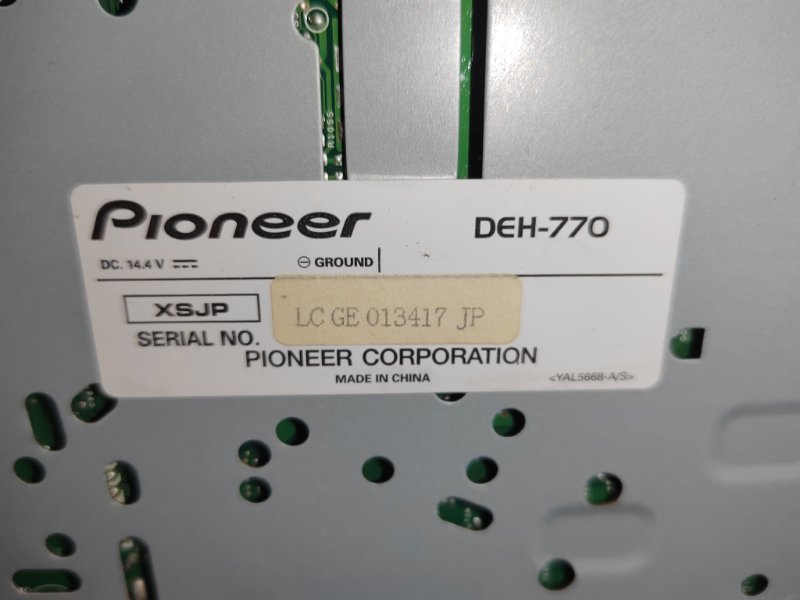 R1055
Pioneer DEH-770
DC. 14.4 V ⎓ ⊖ GROUND
XSJP
LC GE 013417 JP
SERIAL NO.
PIONEER CORPORATION
MADE IN CHINA <YAL5668-A/S>